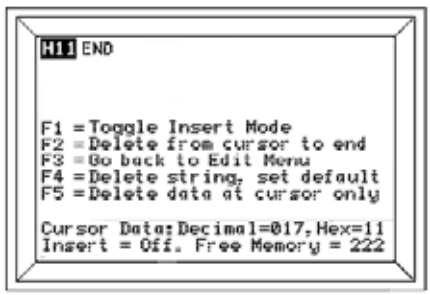 H11 END
F1 =Toggle Insert Mode
F2 =Delete from cursor to end
F3 =Go back to Edit Menu
F4 =Delete string, set default
F5 =Delete data at cursor only
Cursor Data:Decimal=017,Hex=11
Insert = Off. Free Memory = 222